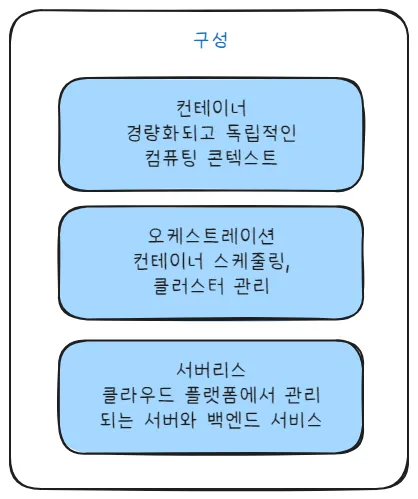 구성
컨테이너
경량화되고 독립적인
컴퓨팅 콘텍스트
오케스트레이션
컨테이너 스케줄링,
클러스터 관리
서버리스
클라우드 플랫폼에서 관리
되는 서버와 백엔드 서비스